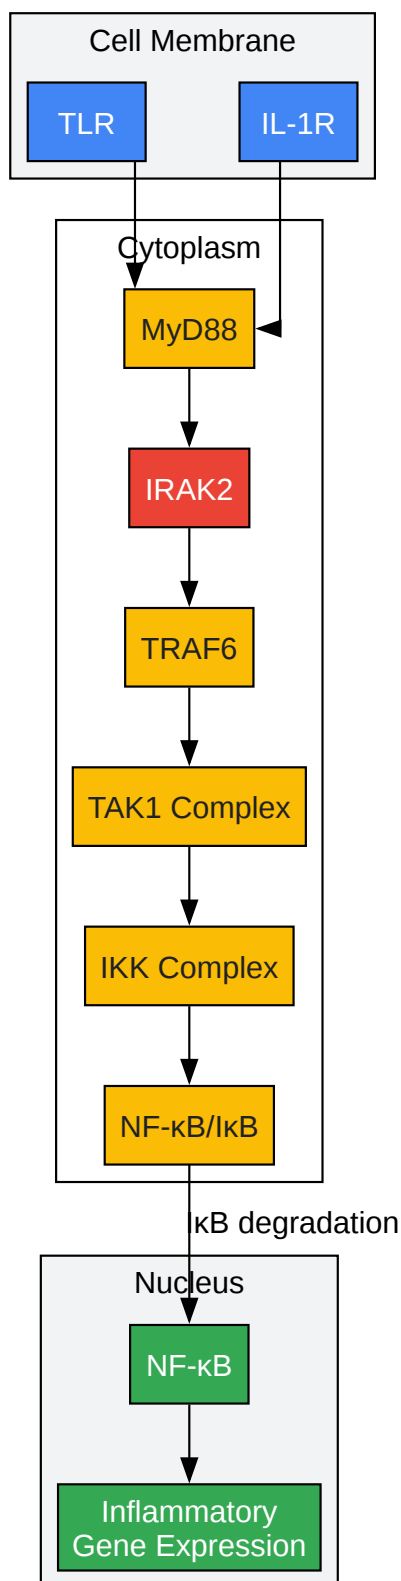 Cell Membrane
TLR
IL-1R
Cytoplasm
MyD88
IRAK2
TRAF6
TAK1 Complex
IKK Complex
NF-κB/IκB
IκB degradation
Nucleus
NF-κB
Inflammatory
Gene Expression